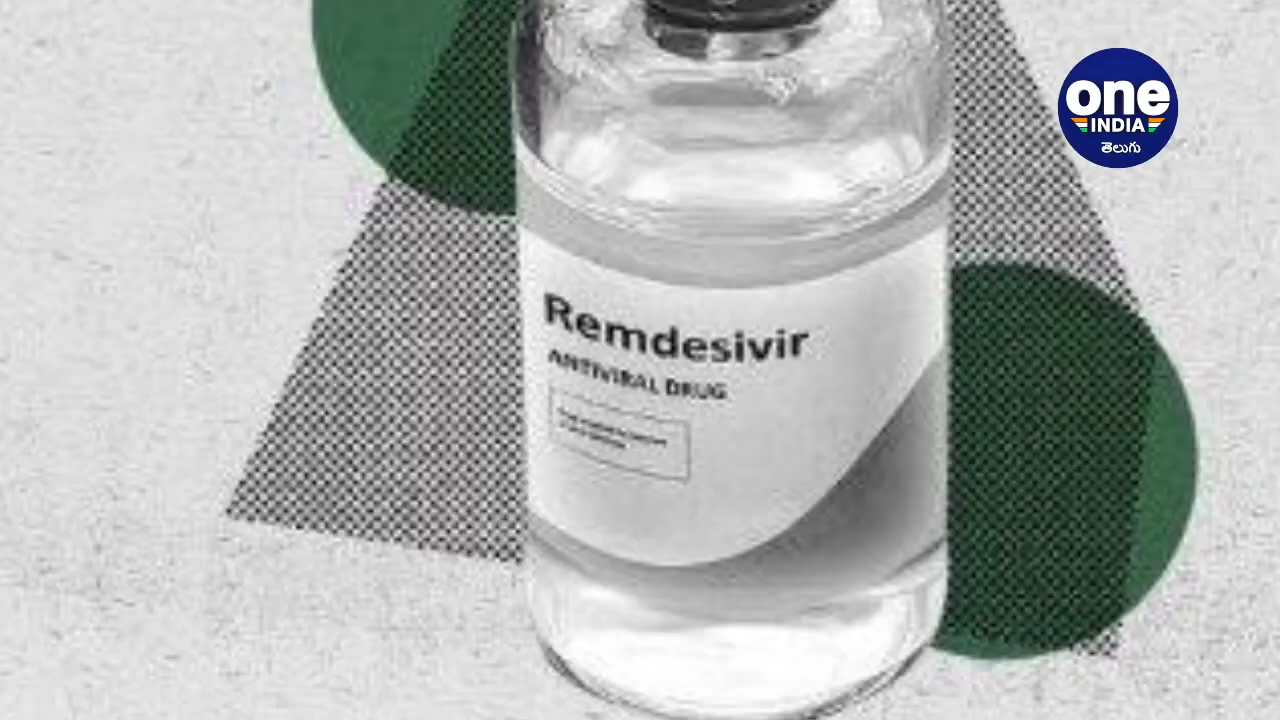 one
INDIA
తెలుగు
Remdesivir
ANTIVIRAL DRUG